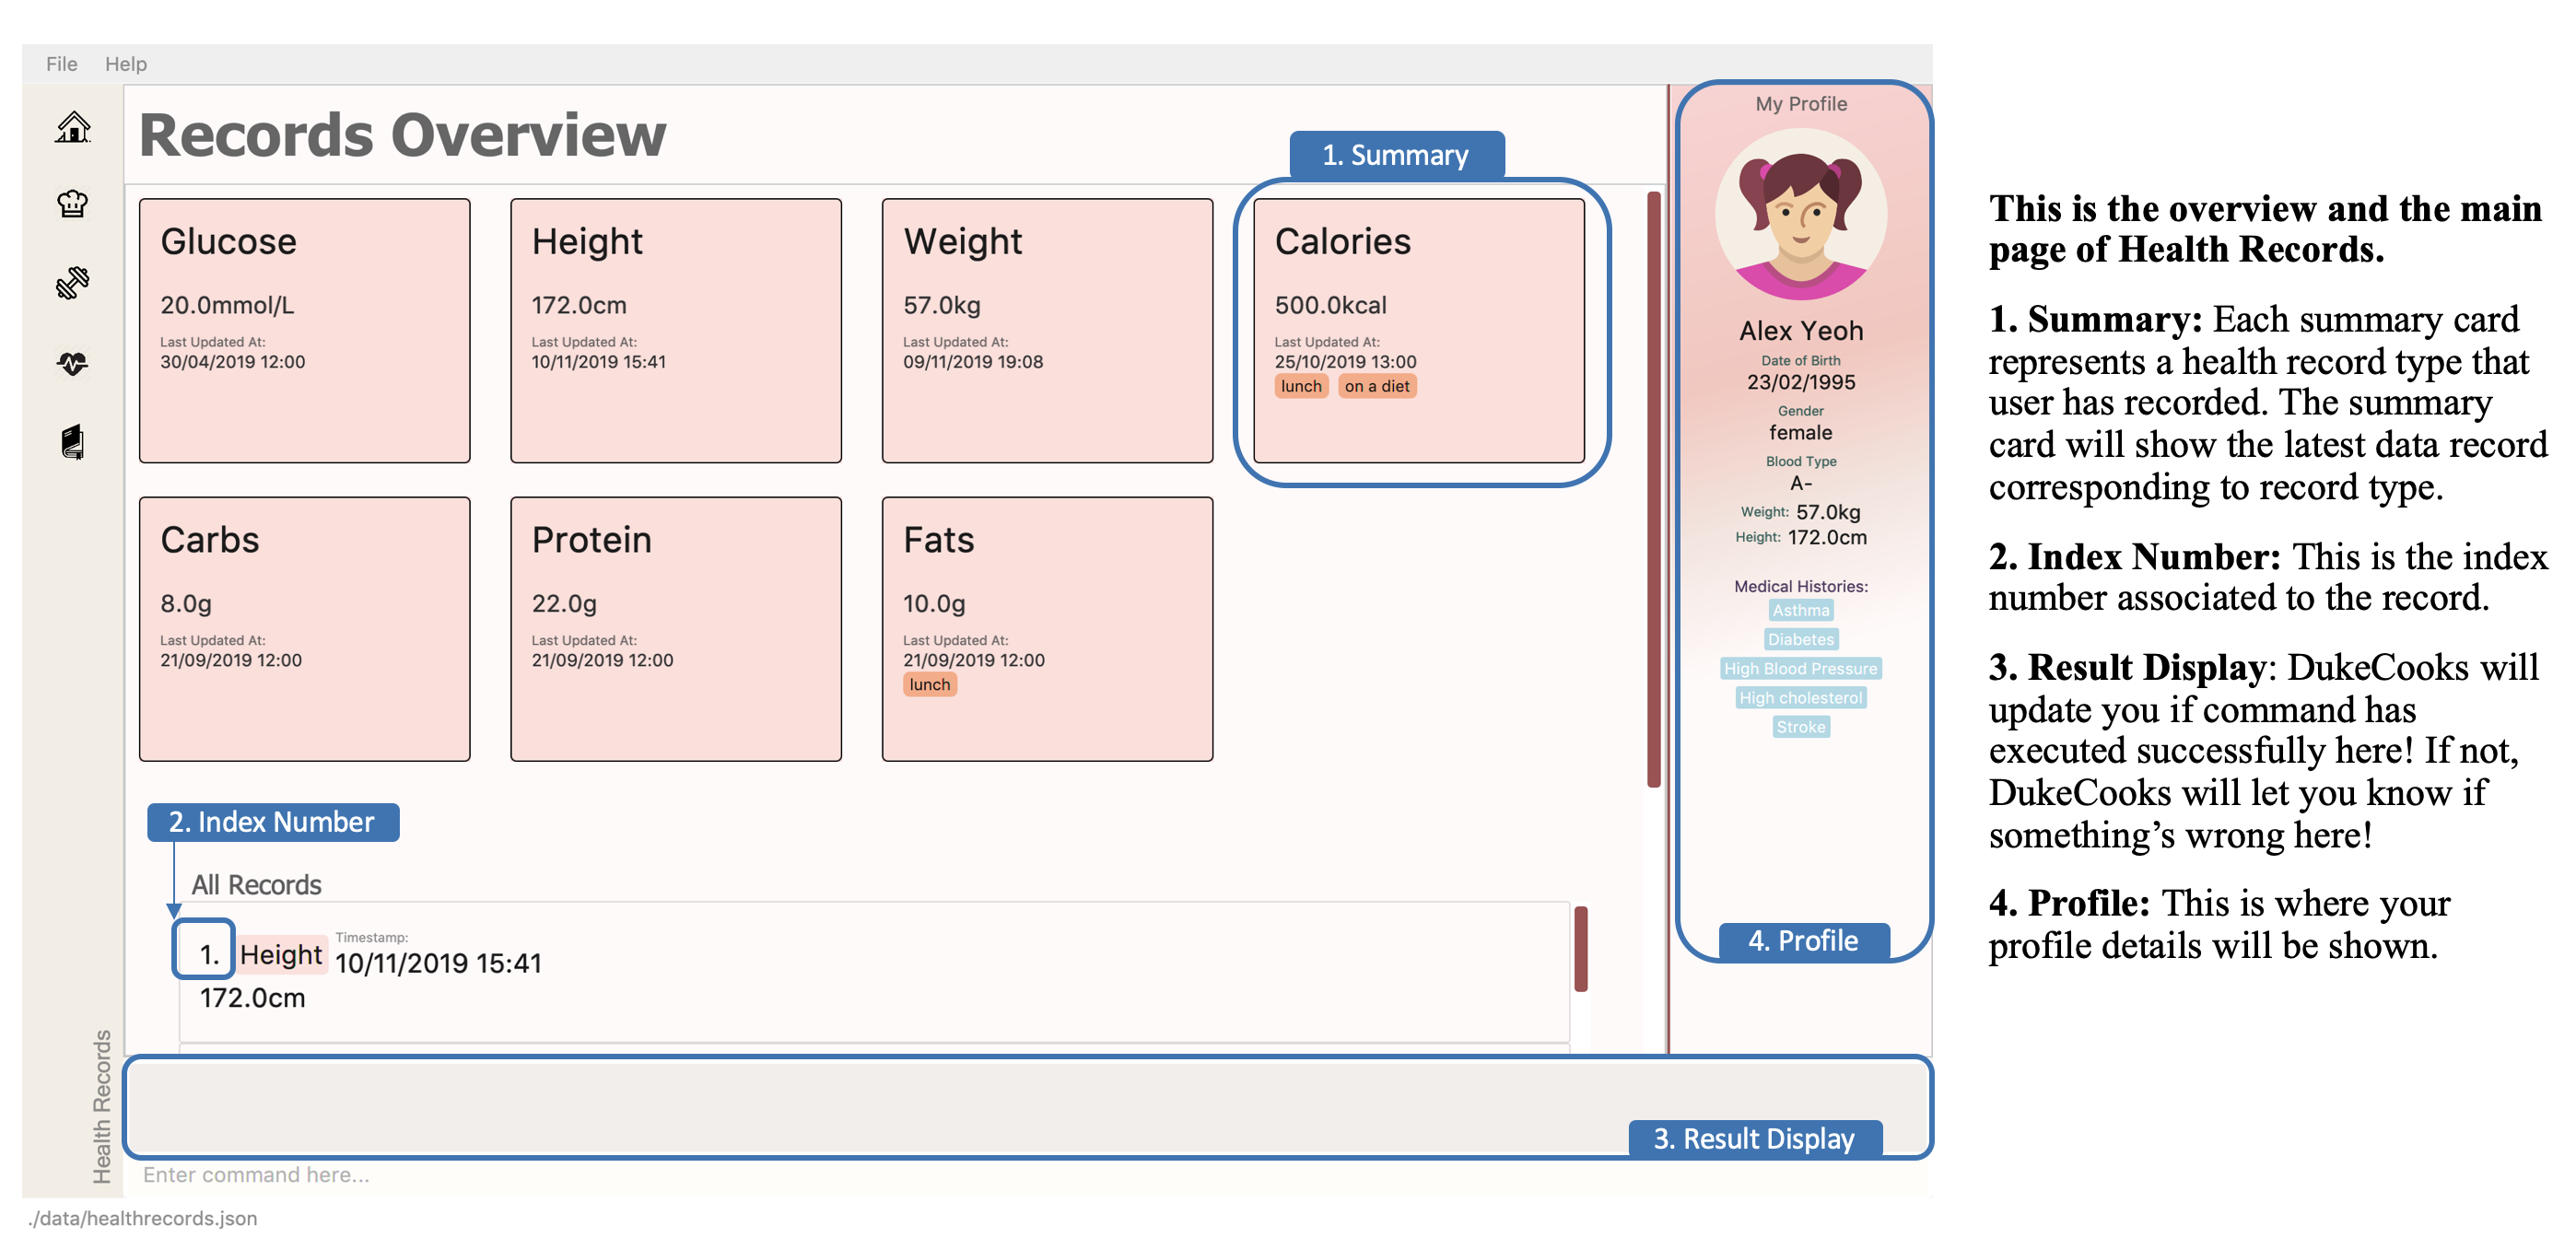 File Help
Records Overview
1. Summary
Glucose
20.0mmol/L
Last Updated At:
30/04/2019 12:00
Height
172.0cm
Last Updated At:
10/11/2019 15:41
Weight
57.0kg
Last Updated At:
09/11/2019 19:08
Calories
500.0kcal
Last Updated At:
25/10/2019 13:00
lunch on a diet
Carbs
8.0g
Last Updated At:
21/09/2019 12:00
Protein
22.0g
Last Updated At:
21/09/2019 12:00
Fats
10.0g
Last Updated At:
21/09/2019 12:00
lunch
2. Index Number
All Records
1. Height
Timestamp:
10/11/2019 15:41
172.0cm
Health Records
3. Result Display
Enter command here...
./data/healthrecords.json
My Profile
Alex Yeoh
Date of Birth
23/02/1995
Gender
female
Blood Type
A-
Weight: 57.0kg
Height: 172.0cm
Medical Histories:
Asthma
Diabetes
High Blood Pressure
High cholesterol
Stroke
4. Profile
This is the overview and the main
page of Health Records.
1. Summary: Each summary card
represents a health record type that
user has recorded. The summary
card will show the latest data record
corresponding to record type.
2. Index Number: This is the index
number associated to the record.
3. Result Display: DukeCooks will
update you if command has
executed successfully here! If not,
DukeCooks will let you know if
something’s wrong here!
4. Profile: This is where your
profile details will be shown.